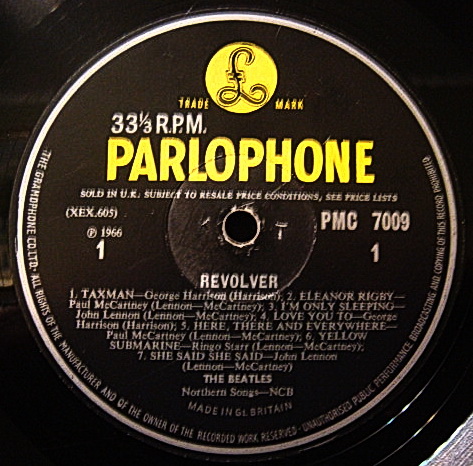 £
TRADE MARK
33⅓ R.P.M.
PARLOPHONE
SOLD IN U.K. SUBJECT TO RESALE PRICE CONDITIONS, SEE PRICE LISTS
(XEX.605)
PMC 7009
℗ 1966
1
1
REVOLVER
1. TAXMAN—George Harrison (Harrison); 2. ELEANOR RIGBY—
Paul McCartney (Lennon—McCartney); 3. I'M ONLY SLEEPING—
John Lennon (Lennon—McCartney); 4. LOVE YOU TO—George
Harrison (Harrison); 5. HERE, THERE AND EVERYWHERE—
Paul McCartney (Lennon—McCartney); 6. YELLOW
SUBMARINE—Ringo Starr (Lennon—McCartney);
7. SHE SAID SHE SAID—John Lennon
(Lennon—McCartney)
THE BEATLES
Northern Songs—NCB
MADE IN GT. BRITAIN
THE GRAMOPHONE CO. LTD. · ALL RIGHTS OF THE MANUFACTURER AND OF THE OWNER OF THE RECORDED WORK RESERVED · UNAUTHORISED PUBLIC PERFORMANCE, BROADCASTING AND COPYING OF THIS RECORD PROHIBITED